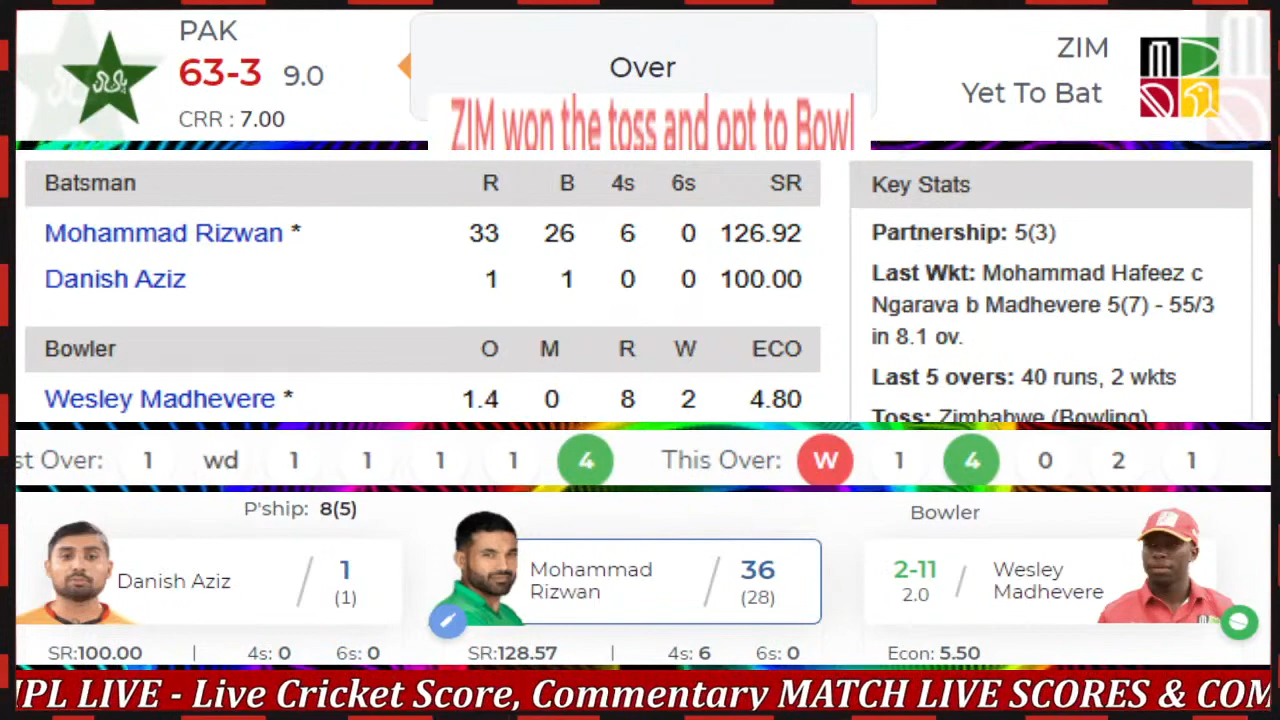 PAK
63-3 9.0
CRR : 7.00
Over
ZIM won the toss and opt to Bowl
ZIM
Yet To Bat
Batsman R B 4s 6s SR
Mohammad Rizwan * 33 26 6 0 126.92
Danish Aziz 1 1 0 0 100.00
Bowler O M R W ECO
Wesley Madhevere * 1.4 0 8 2 4.80
Key Stats
Partnership: 5(3)
Last Wkt: Mohammad Hafeez c
Ngarava b Madhevere 5(7) - 55/3
in 8.1 ov.
Last 5 overs: 40 runs, 2 wkts
Toss: Zimbabwe (Bowling)
st Over: 1 wd 1 1 1 1 4 This Over: W 1 4 0 2 1
P'ship: 8(5)
Danish Aziz 1
(1)
SR:100.00 | 4s: 0 6s: 0
Mohammad
Rizwan
36
(28)
SR:128.57 | 4s: 6 6s: 0
Bowler
2-11
2.0
Wesley
Madhevere
Econ: 5.50
IPL LIVE - Live Cricket Score, Commentary MATCH LIVE SCORES & COM